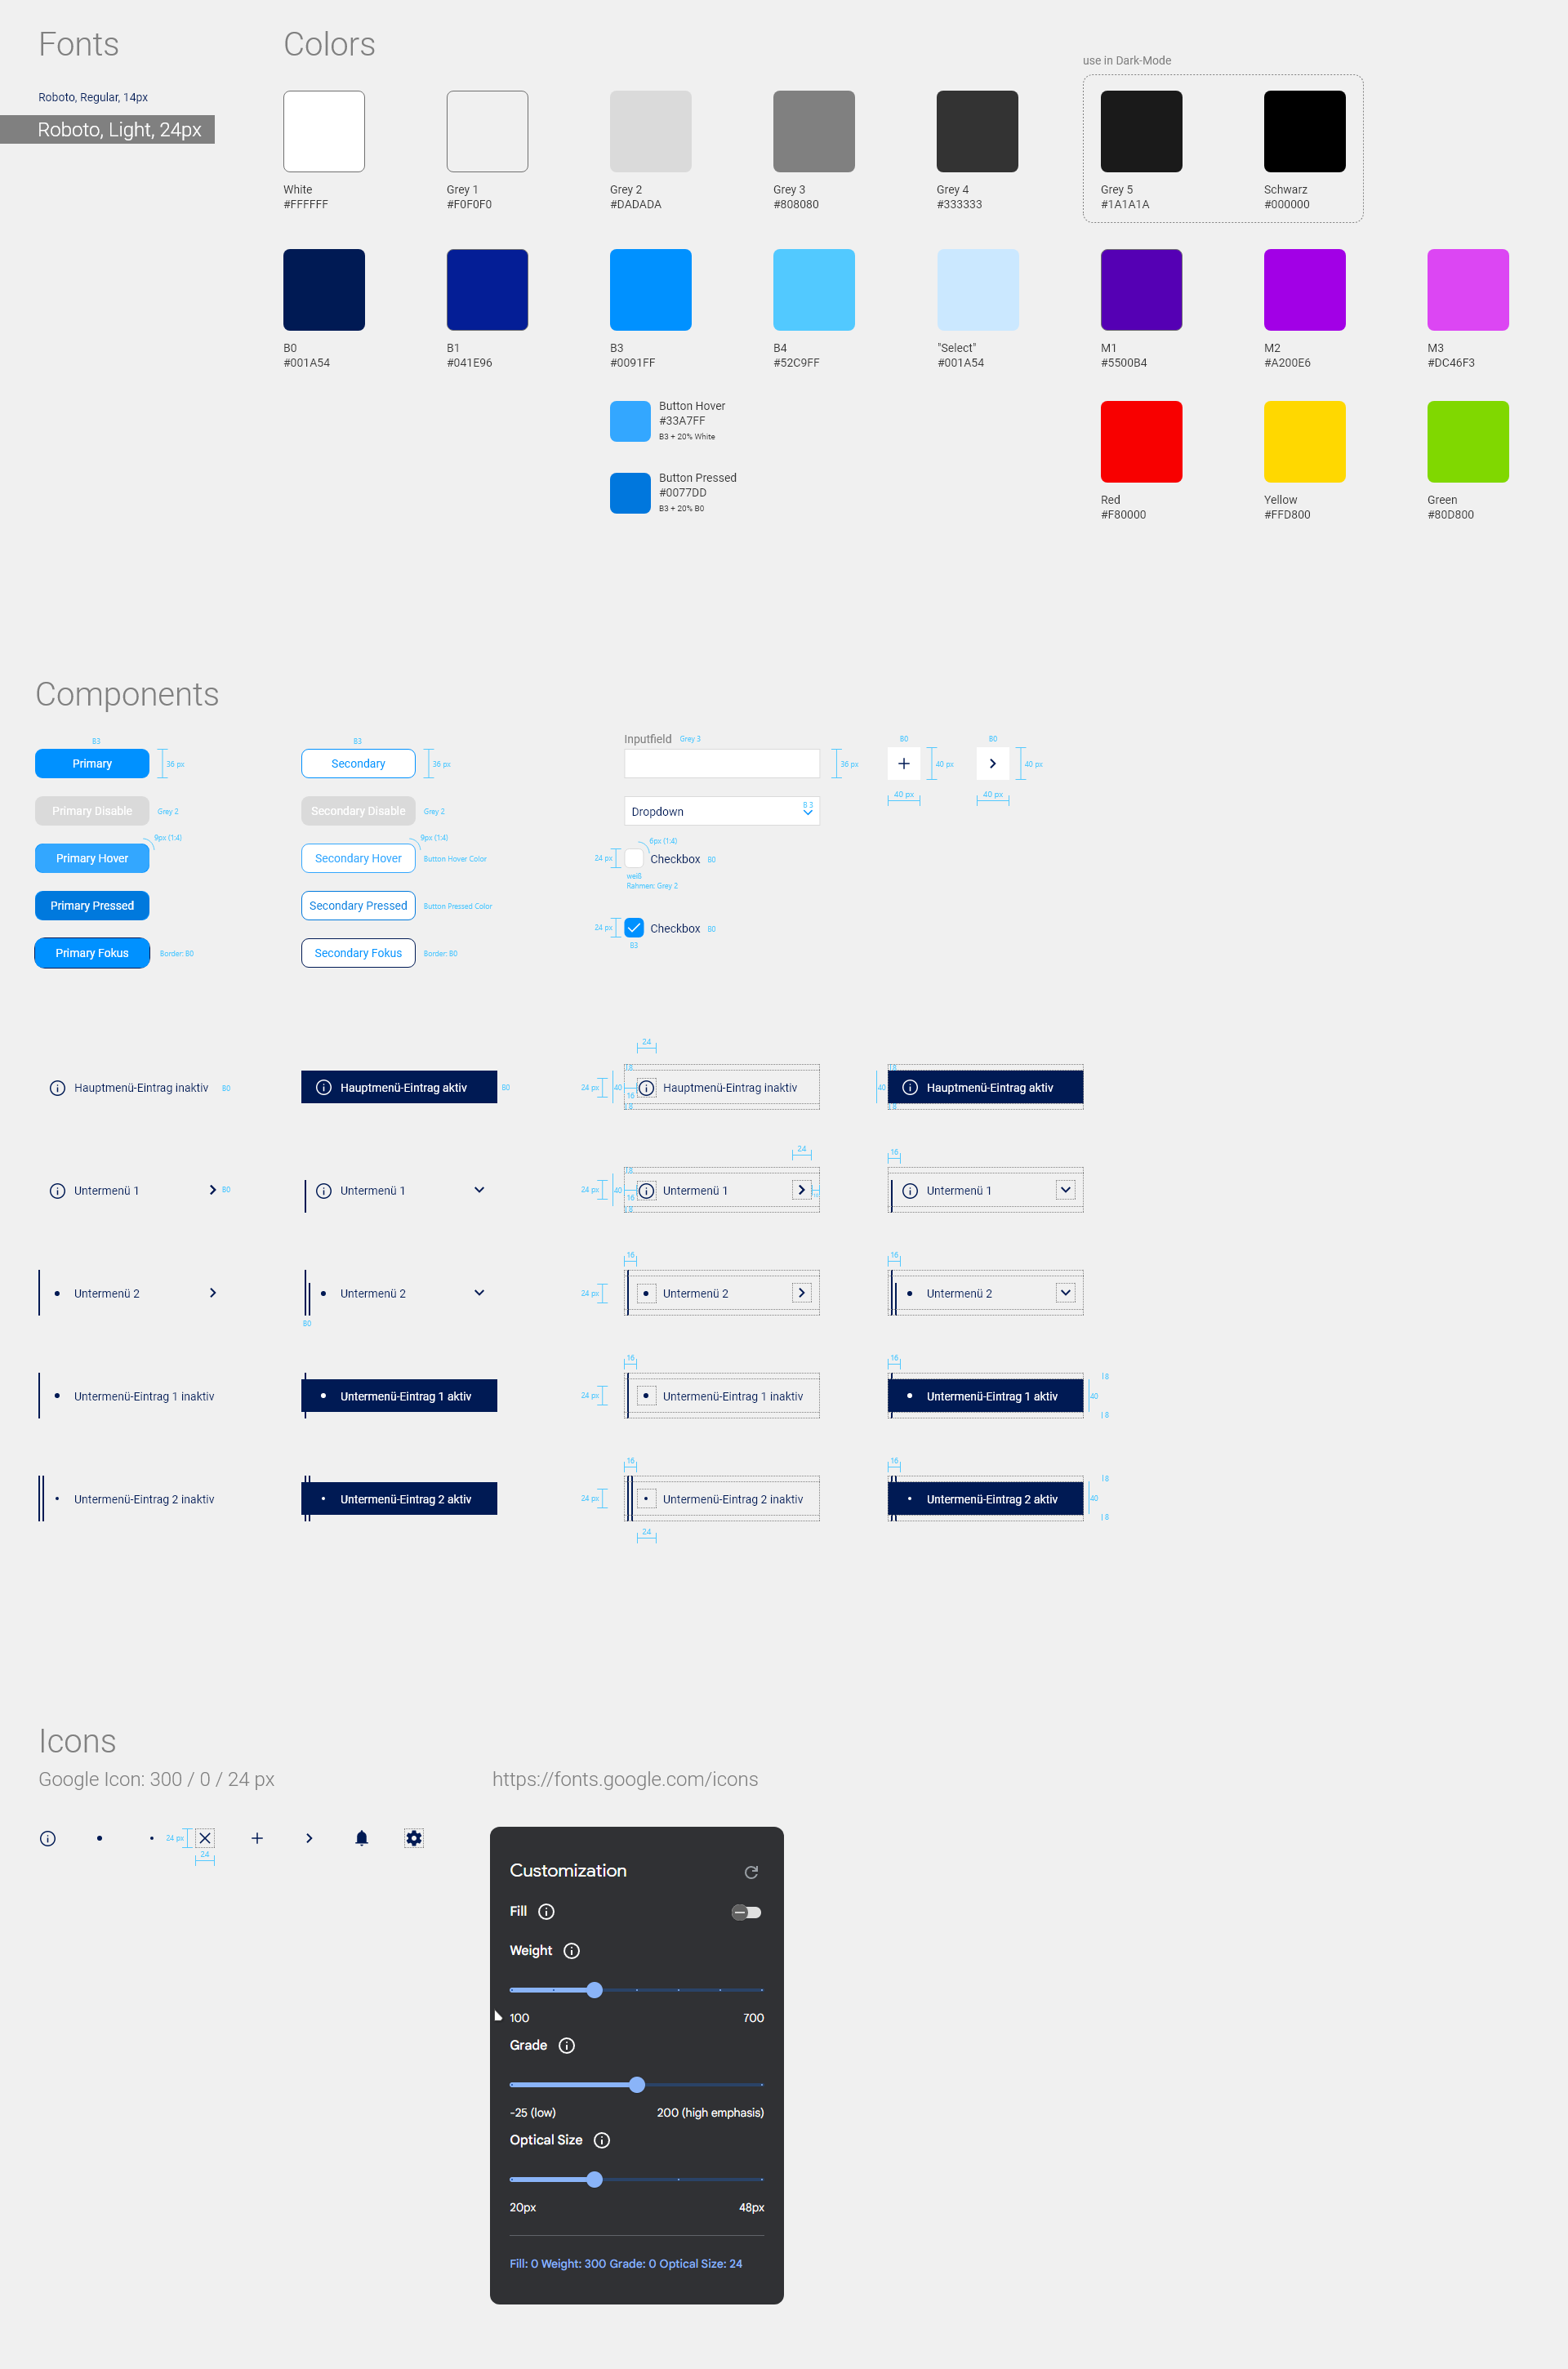 Fonts
Colors
use in Dark-Mode
Roboto, Regular, 14px
Roboto, Light, 24px
White
#FFFFFF
Grey 1
#F0F0F0
Grey 2
#DADADA
Grey 3
#808080
Grey 4
#333333
Grey 5
#1A1A1A
Schwarz
#000000
B0
#001A54
B1
#041E96
B3
#0091FF
B4
#52C9FF
"Select"
#001A54
M1
#5500B4
M2
#A200E6
M3
#DC46F3
Button Hover
#33A7FF
B3 + 20% White
Button Pressed
#0077DD
B3 + 20% B0
Red
#F80000
Yellow
#FFD800
Green
#80D800
Components
B3
Primary
36 px
Primary Disable
Grey 2
9px (1:4)
Primary Hover
Primary Pressed
Primary Fokus
Border: B0
B3
Secondary
36 px
Secondary Disable
Grey 2
9px (1:4)
Secondary Hover
Button Hover Color
Secondary Pressed
Button Pressed Color
Secondary Fokus
Border: B0
Inputfield
Grey 3
36 px
Dropdown
B 3
6px (1:4)
24 px
Checkbox
B0
weiß
Rahmen: Grey 2
24 px
Checkbox
B0
B3
B0
40 px
40 px
B0
40 px
40 px
Hauptmenü-Eintrag inaktiv
B0
Hauptmenü-Eintrag aktiv
B0
24
24 px
40
8
16
8
Hauptmenü-Eintrag inaktiv
40
8
8
Hauptmenü-Eintrag aktiv
Untermenü 1
B0
Untermenü 1
24
24 px
40
8
16
8
Untermenü 1
16
Untermenü 1
Untermenü 2
Untermenü 2
B0
16
24 px
Untermenü 2
16
Untermenü 2
Untermenü-Eintrag 1 inaktiv
Untermenü-Eintrag 1 aktiv
16
24 px
Untermenü-Eintrag 1 inaktiv
16
Untermenü-Eintrag 1 aktiv
8
40
8
Untermenü-Eintrag 2 inaktiv
Untermenü-Eintrag 2 aktiv
16
24 px
Untermenü-Eintrag 2 inaktiv
24
16
Untermenü-Eintrag 2 aktiv
8
40
8
Icons
Google Icon: 300 / 0 / 24 px
https://fonts.google.com/icons
24 px
24
Customization
Fill
Weight
100
700
Grade
-25 (low)
200 (high emphasis)
Optical Size
20px
48px
Fill: 0 Weight: 300 Grade: 0 Optical Size: 24